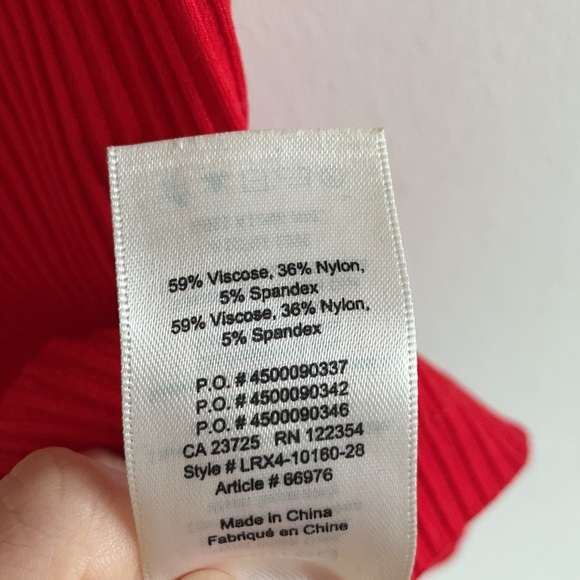 59% Viscose, 36% Nylon,
5% Spandex
59% Viscose, 36% Nylon,
5% Spandex
P.O. # 4500090337
P.O. # 4500090342
P.O. # 4500090346
CA 23725 RN 122354
Style # LRX4-10160-28
Article # 66976
Made in China
Fabriqué en Chine